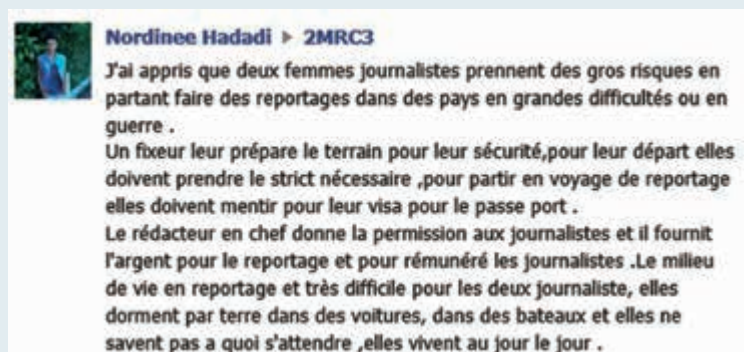 Nordinee Hadadi ▸ 2MRC3
J'ai appris que deux femmes journalistes prennent des gros risques en
partant faire des reportages dans des pays en grandes difficultés ou en
guerre .
Un fixeur leur prépare le terrain pour leur sécurité,pour leur départ elles
doivent prendre le strict nécessaire ,pour partir en voyage de reportage
elles doivent mentir pour leur visa pour le passe port .
Le rédacteur en chef donne la permission aux journalistes et il fournit
l'argent pour le reportage et pour rémunéré les journalistes .Le milieu
de vie en reportage et très difficile pour les deux journaliste, elles
dorment par terre dans des voitures, dans des bateaux et elles ne
savent pas a quoi s'attendre ,elles vivent au jour le jour .